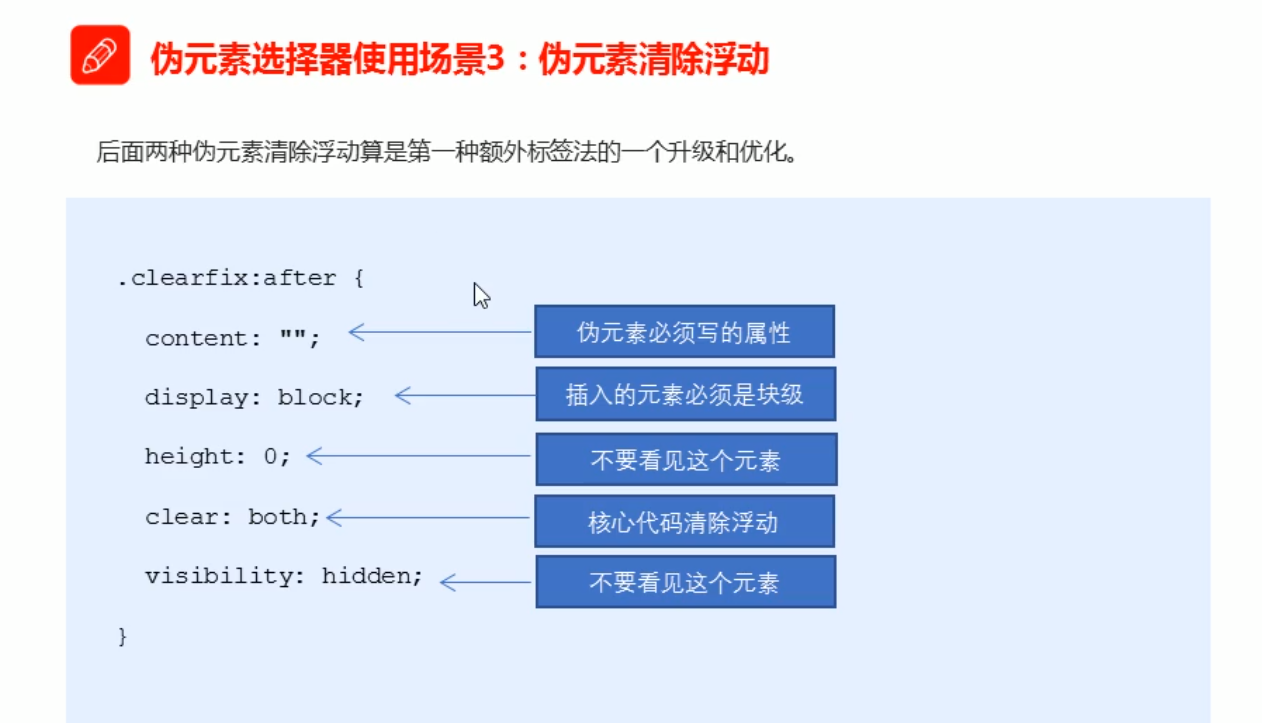 伪元素选择器使用场景3：伪元素清除浮动
后面两种伪元素清除浮动算是第一种额外标签法的一个升级和优化。
.clearfix:after {
content: ""; 伪元素必须写的属性
display: block; 插入的元素必须是块级
height: 0; 不要看见这个元素
clear: both; 核心代码清除浮动
visibility: hidden; 不要看见这个元素
}